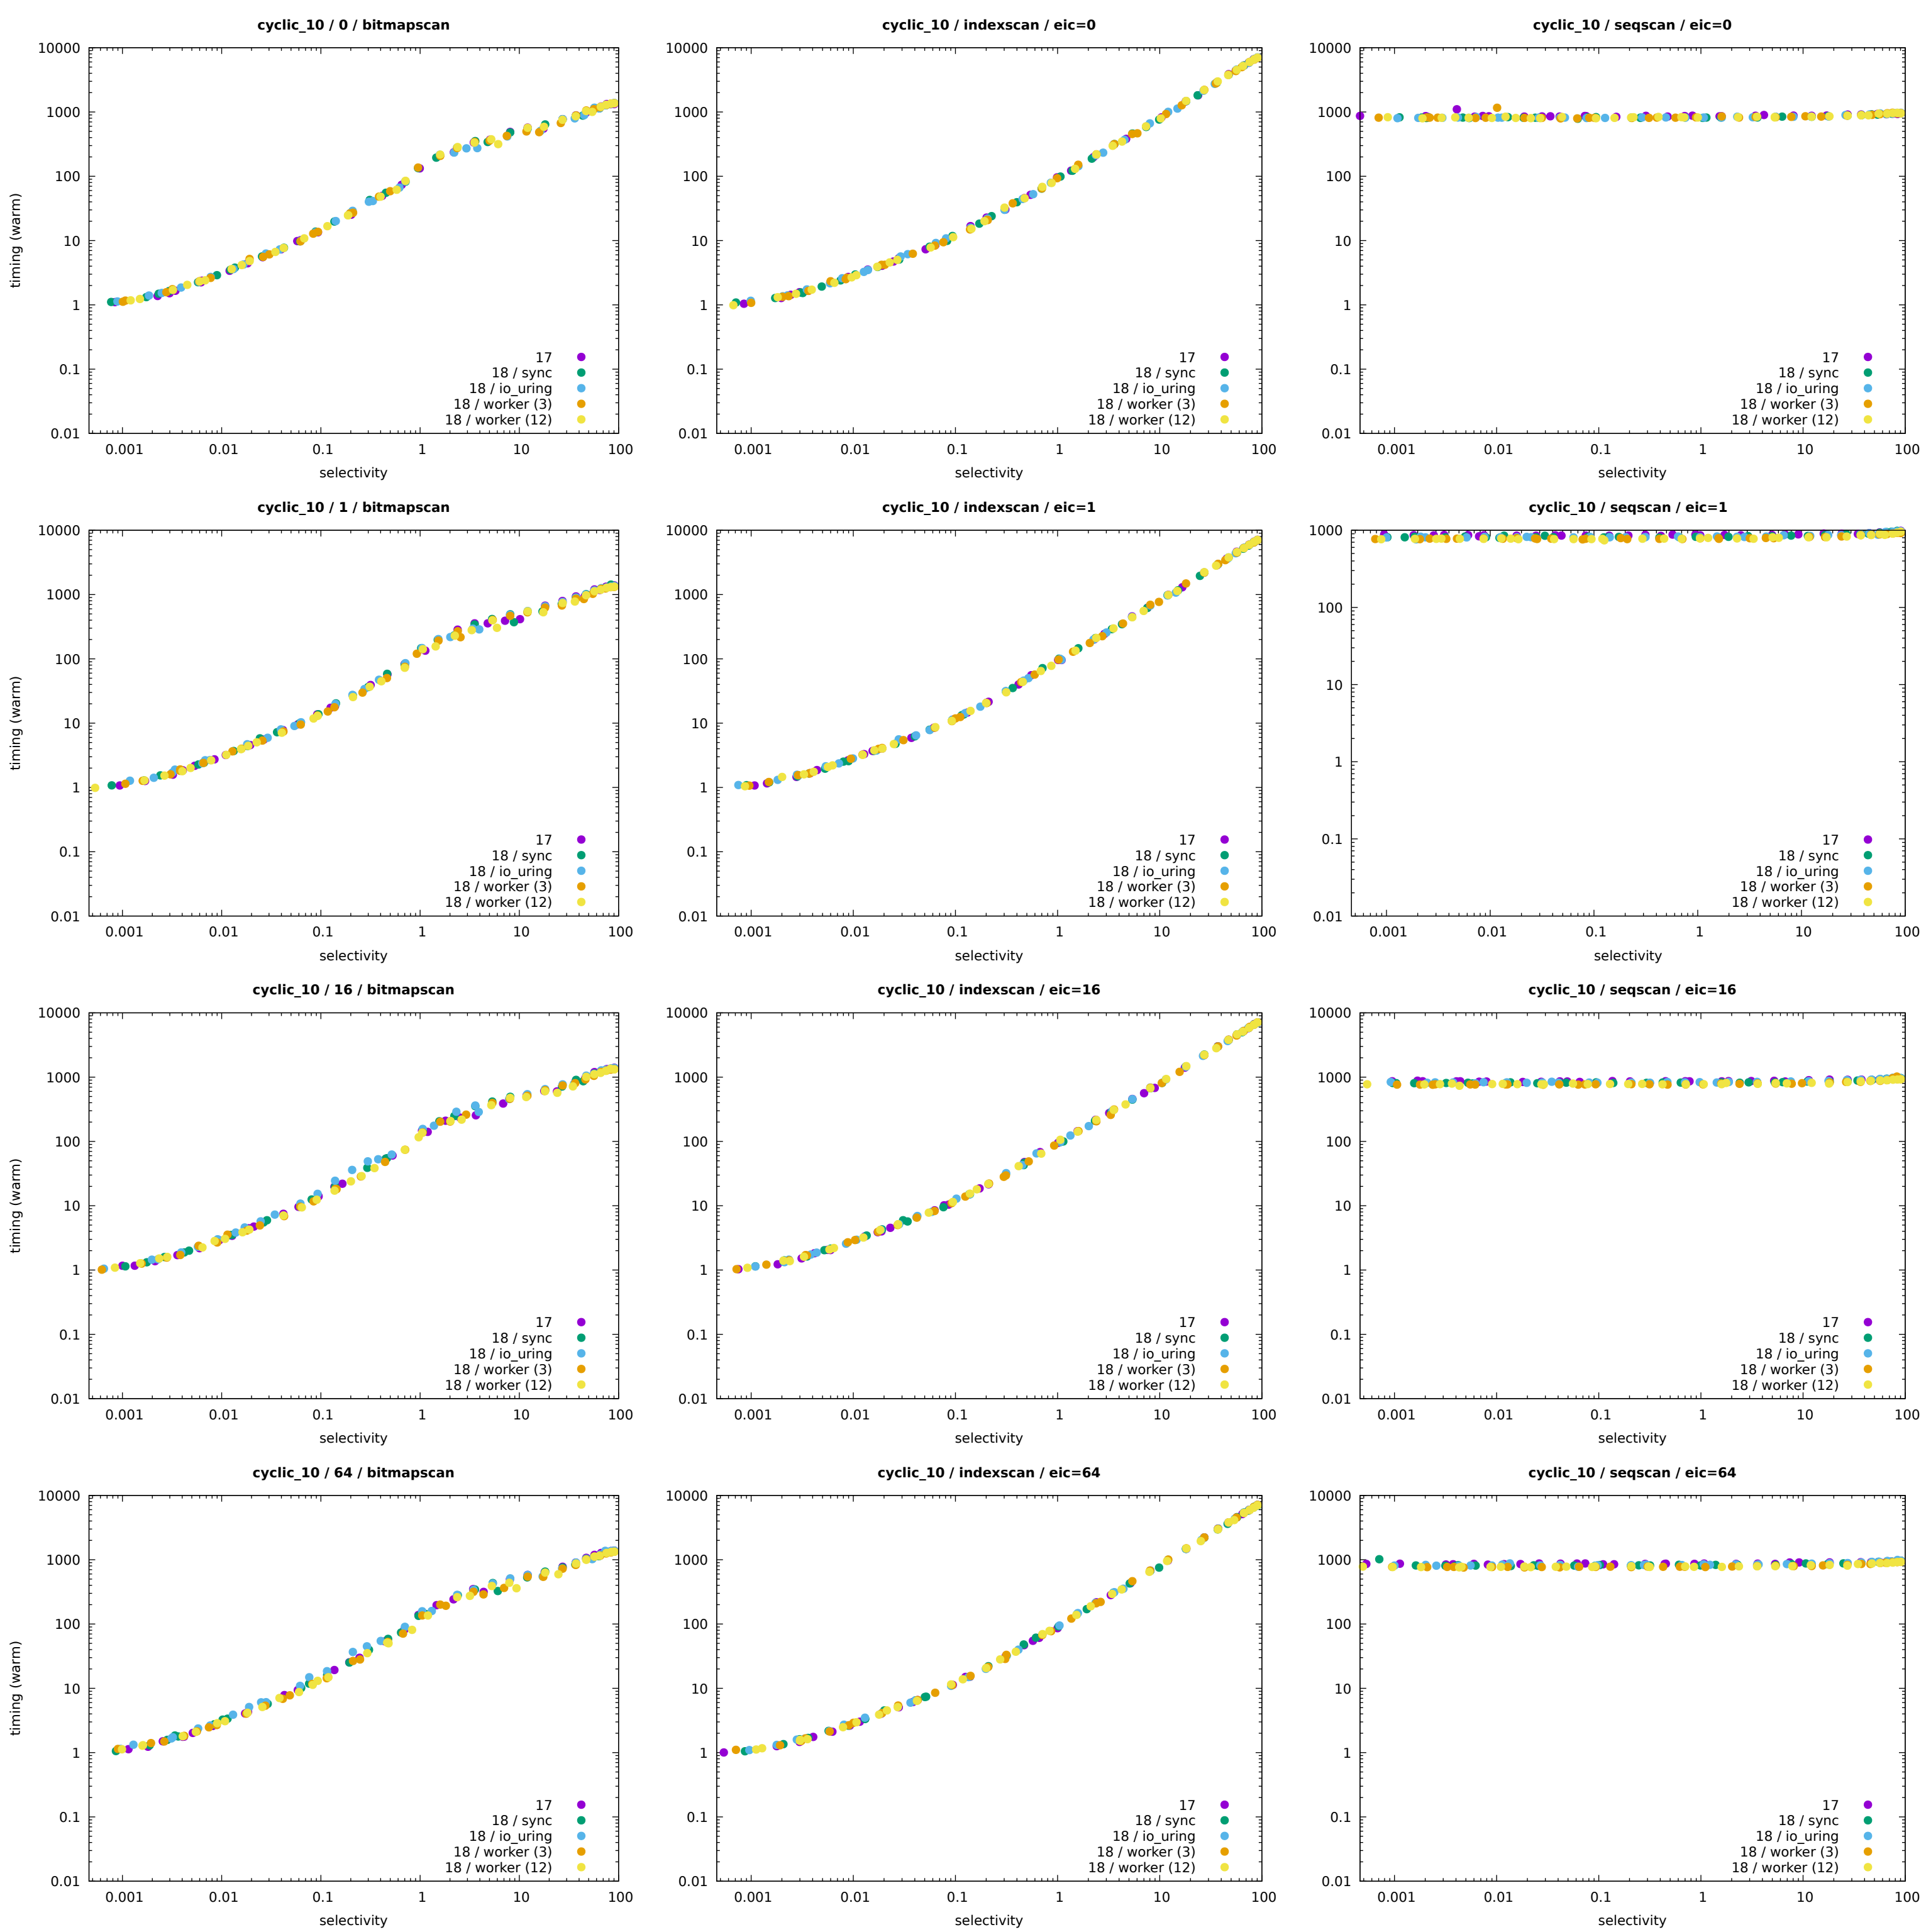 cyclic_10 / 0 / bitmapscan
10000
1000
100
10
1
0.1
0.01
timing (warm)
17
18 / sync
18 / io_uring
18 / worker (3)
18 / worker (12)
0.001 0.01 0.1 1 10 100
selectivity
cyclic_10 / indexscan / eic=0
10000
1000
100
10
1
0.1
0.01
17
18 / sync
18 / io_uring
18 / worker (3)
18 / worker (12)
0.001 0.01 0.1 1 10 100
selectivity
cyclic_10 / seqscan / eic=0
10000
1000
100
10
1
0.1
0.01
17
18 / sync
18 / io_uring
18 / worker (3)
18 / worker (12)
0.001 0.01 0.1 1 10 100
selectivity
cyclic_10 / 1 / bitmapscan
10000
1000
100
10
1
0.1
0.01
timing (warm)
17
18 / sync
18 / io_uring
18 / worker (3)
18 / worker (12)
0.001 0.01 0.1 1 10 100
selectivity
cyclic_10 / indexscan / eic=1
10000
1000
100
10
1
0.1
0.01
17
18 / sync
18 / io_uring
18 / worker (3)
18 / worker (12)
0.001 0.01 0.1 1 10 100
selectivity
cyclic_10 / seqscan / eic=1
1000
100
10
1
0.1
0.01
17
18 / sync
18 / io_uring
18 / worker (3)
18 / worker (12)
0.001 0.01 0.1 1 10 100
selectivity
cyclic_10 / 16 / bitmapscan
10000
1000
100
10
1
0.1
0.01
timing (warm)
17
18 / sync
18 / io_uring
18 / worker (3)
18 / worker (12)
0.001 0.01 0.1 1 10 100
selectivity
cyclic_10 / indexscan / eic=16
10000
1000
100
10
1
0.1
0.01
17
18 / sync
18 / io_uring
18 / worker (3)
18 / worker (12)
0.001 0.01 0.1 1 10 100
selectivity
cyclic_10 / seqscan / eic=16
10000
1000
100
10
1
0.1
0.01
17
18 / sync
18 / io_uring
18 / worker (3)
18 / worker (12)
0.001 0.01 0.1 1 10 100
selectivity
cyclic_10 / 64 / bitmapscan
10000
1000
100
10
1
0.1
0.01
timing (warm)
17
18 / sync
18 / io_uring
18 / worker (3)
18 / worker (12)
0.001 0.01 0.1 1 10 100
selectivity
cyclic_10 / indexscan / eic=64
10000
1000
100
10
1
0.1
0.01
17
18 / sync
18 / io_uring
18 / worker (3)
18 / worker (12)
0.001 0.01 0.1 1 10 100
selectivity
cyclic_10 / seqscan / eic=64
10000
1000
100
10
1
0.1
0.01
17
18 / sync
18 / io_uring
18 / worker (3)
18 / worker (12)
0.001 0.01 0.1 1 10 100
selectivity